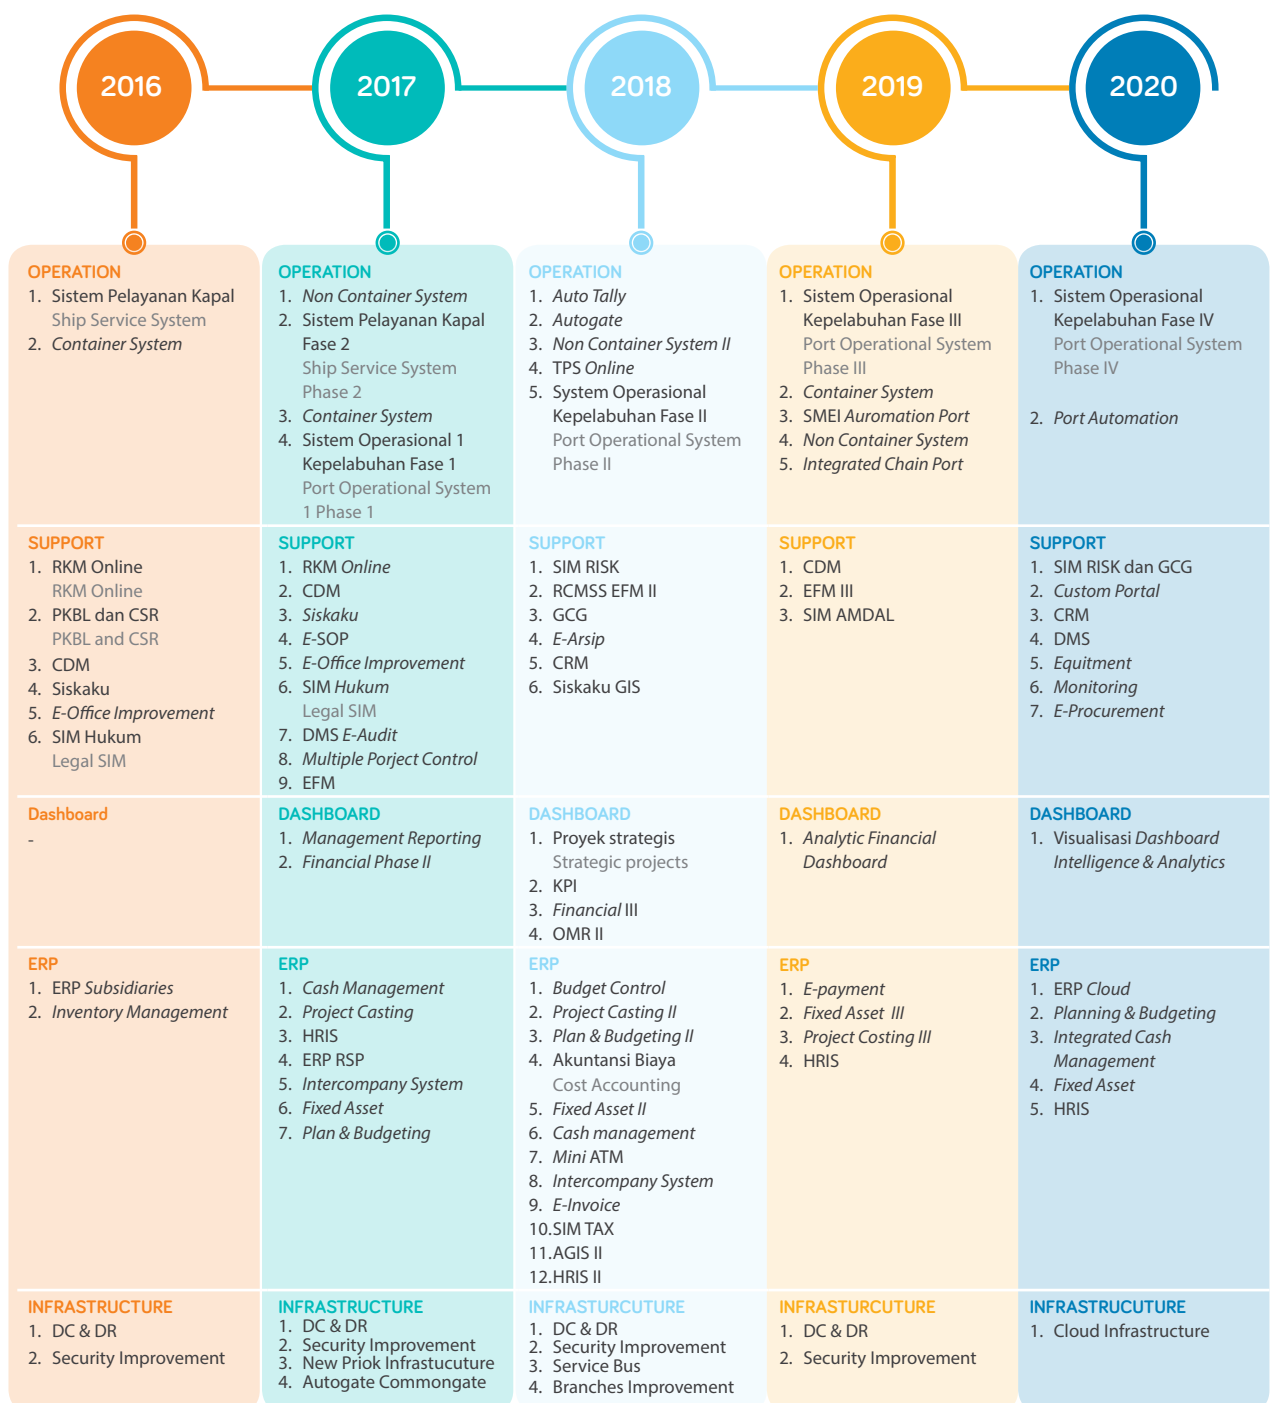 2016
2017
2018
2019
2020
OPERATION
1. Sistem Pelayanan Kapal
Ship Service System
2. Container System
OPERATION
1. Non Container System
2. Sistem Pelayanan Kapal
Fase 2
Ship Service System
Phase 2
3. Container System
4. Sistem Operasional 1
Kepelabuhan Fase 1
Port Operational System
1 Phase 1
OPERATION
1. Auto Tally
2. Autogate
3. Non Container System II
4. TPS Online
5. System Operasional
Kepelabuhan Fase II
Port Operational System
Phase II
OPERATION
1. Sistem Operasional
Kepelabuhan Fase III
Port Operational System
Phase III
2. Container System
3. SMEI Auromation Port
4. Non Container System
5. Integrated Chain Port
OPERATION
1. Sistem Operasional
Kepelabuhan Fase IV
Port Operational System
Phase IV
2. Port Automation
SUPPORT
1. RKM Online
RKM Online
2. PKBL dan CSR
PKBL and CSR
3. CDM
4. Siskaku
5. E-Office Improvement
6. SIM Hukum
Legal SIM
SUPPORT
1. RKM Online
2. CDM
3. Siskaku
4. E-SOP
5. E-Office Improvement
6. SIM Hukum
Legal SIM
7. DMS E-Audit
8. Multiple Porject Control
9. EFM
SUPPORT
1. SIM RISK
2. RCMSS EFM II
3. GCG
4. E-Arsip
5. CRM
6. Siskaku GIS
SUPPORT
1. CDM
2. EFM III
3. SIM AMDAL
SUPPORT
1. SIM RISK dan GCG
2. Custom Portal
3. CRM
4. DMS
5. Equitment
6. Monitoring
7. E-Procurement
Dashboard
-
DASHBOARD
1. Management Reporting
2. Financial Phase II
DASHBOARD
1. Proyek strategis
Strategic projects
2. KPI
3. Financial III
4. OMR II
DASHBOARD
1. Analytic Financial
Dashboard
DASHBOARD
1. Visualisasi Dashboard
Intelligence & Analytics
ERP
1. ERP Subsidiaries
2. Inventory Management
ERP
1. Cash Management
2. Project Casting
3. HRIS
4. ERP RSP
5. Intercompany System
6. Fixed Asset
7. Plan & Budgeting
ERP
1. Budget Control
2. Project Casting II
3. Plan & Budgeting II
4. Akuntansi Biaya
Cost Accounting
5. Fixed Asset II
6. Cash management
7. Mini ATM
8. Intercompany System
9. E-Invoice
10.SIM TAX
11.AGIS II
12.HRIS II
ERP
1. E-payment
2. Fixed Asset III
3. Project Costing III
4. HRIS
ERP
1. ERP Cloud
2. Planning & Budgeting
3. Integrated Cash
Management
4. Fixed Asset
5. HRIS
INFRASTRUCTURE
1. DC & DR
2. Security Improvement
INFRASTRUCTURE
1. DC & DR
2. Security Improvement
3. New Priok Infrastucuture
4. Autogate Commongate
INFRASTURCUTURE
1. DC & DR
2. Security Improvement
3. Service Bus
4. Branches Improvement
INFRASTURCUTURE
1. DC & DR
2. Security Improvement
INFRASTRUCUTURE
1. Cloud Infrastructure